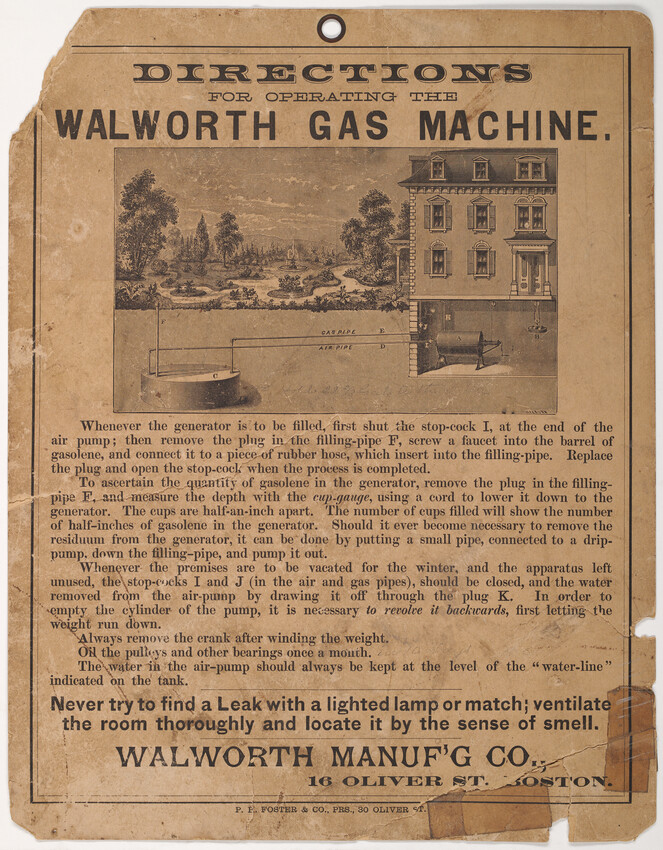 DIRECTIONS
FOR OPERATING THE
WALWORTH GAS MACHINE.
F
GAS PIPE E
AIR PIPE D
C
Whenever the generator is to be filled, first shut the stop-cock I, at the end of the
air pump; then remove the plug in the filling-pipe F, screw a faucet into the barrel of
gasolene, and connect it to a piece of rubber hose, which insert into the filling-pipe. Replace
the plug and open the stop-cock when the process is completed.
To ascertain the quantity of gasolene in the generator, remove the plug in the filling-
pipe F, and measure the depth with the cup-gauge, using a cord to lower it down to the
generator. The cups are half-an-inch apart. The number of cups filled will show the number
of half-inches of gasolene in the generator. Should it ever become necessary to remove the
residuum from the generator, it can be done by putting a small pipe, connected to a drip-
pump, down the filling-pipe, and pump it out.
Whenever the premises are to be vacated for the winter, and the apparatus left
unused, the stop-cocks I and J (in the air and gas pipes), should be closed, and the water
removed from the air-pump by drawing it off through the plug K. In order to
empty the cylinder of the pump, it is necessary to revolve it backwards, first letting the
weight run down.
Always remove the crank after winding the weight.
Oil the pulleys and other bearings once a month.
The water in the air-pump should always be kept at the level of the "water-line"
indicated on the tank.
Never try to find a Leak with a lighted lamp or match; ventilate
the room thoroughly and locate it by the sense of smell.
WALWORTH MANUF'G CO.,
16 OLIVER ST. BOSTON.
P. FOSTER & CO., PRS., 30 OLIVER ST.